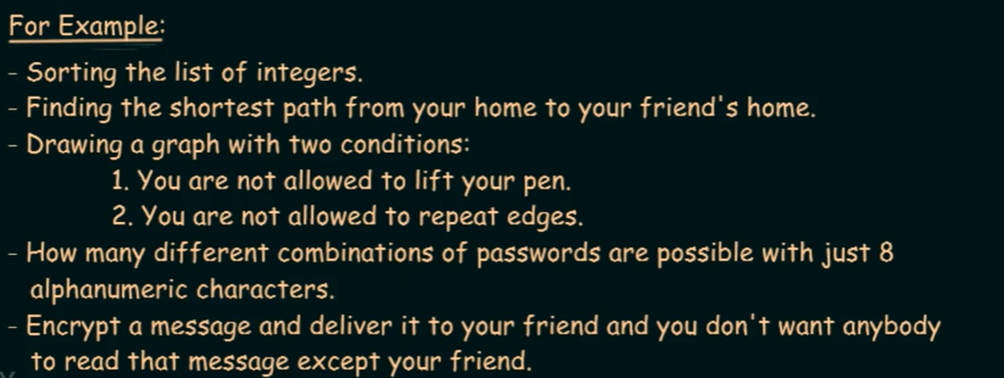 For Example:
- Sorting the list of integers.
- Finding the shortest path from your home to your friend's home.
- Drawing a graph with two conditions:
1. You are not allowed to lift your pen.
2. You are not allowed to repeat edges.
- How many different combinations of passwords are possible with just 8
alphanumeric characters.
- Encrypt a message and deliver it to your friend and you don't want anybody
to read that message except your friend.